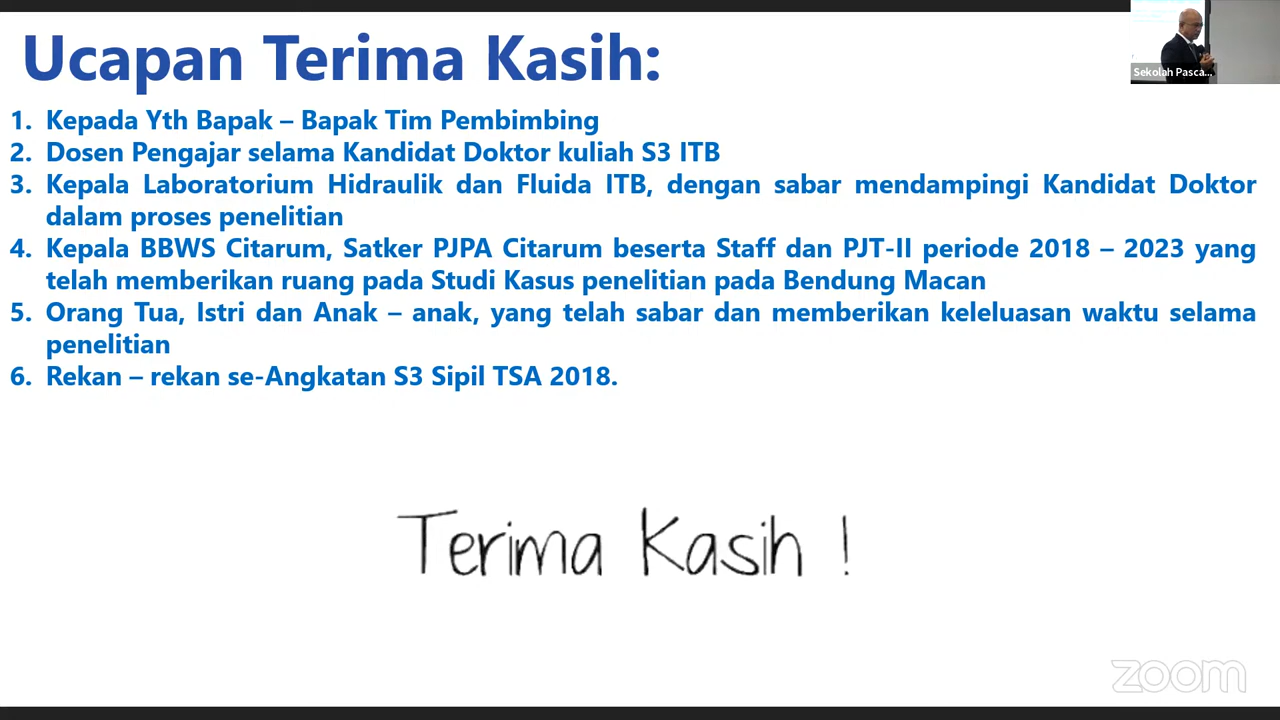 Ucapan Terima Kasih:
Sekolah Pasca...
1. Kepada Yth Bapak – Bapak Tim Pembimbing
2. Dosen Pengajar selama Kandidat Doktor kuliah S3 ITB
3. Kepala Laboratorium Hidraulik dan Fluida ITB, dengan sabar mendampingi Kandidat Doktor
dalam proses penelitian
4. Kepala BBWS Citarum, Satker PJPA Citarum beserta Staff dan PJT-II periode 2018 – 2023 yang
telah memberikan ruang pada Studi Kasus penelitian pada Bendung Macan
5. Orang Tua, Istri dan Anak – anak, yang telah sabar dan memberikan keleluasan waktu selama
penelitian
6. Rekan – rekan se-Angkatan S3 Sipil TSA 2018.
Terima Kasih !
zoom